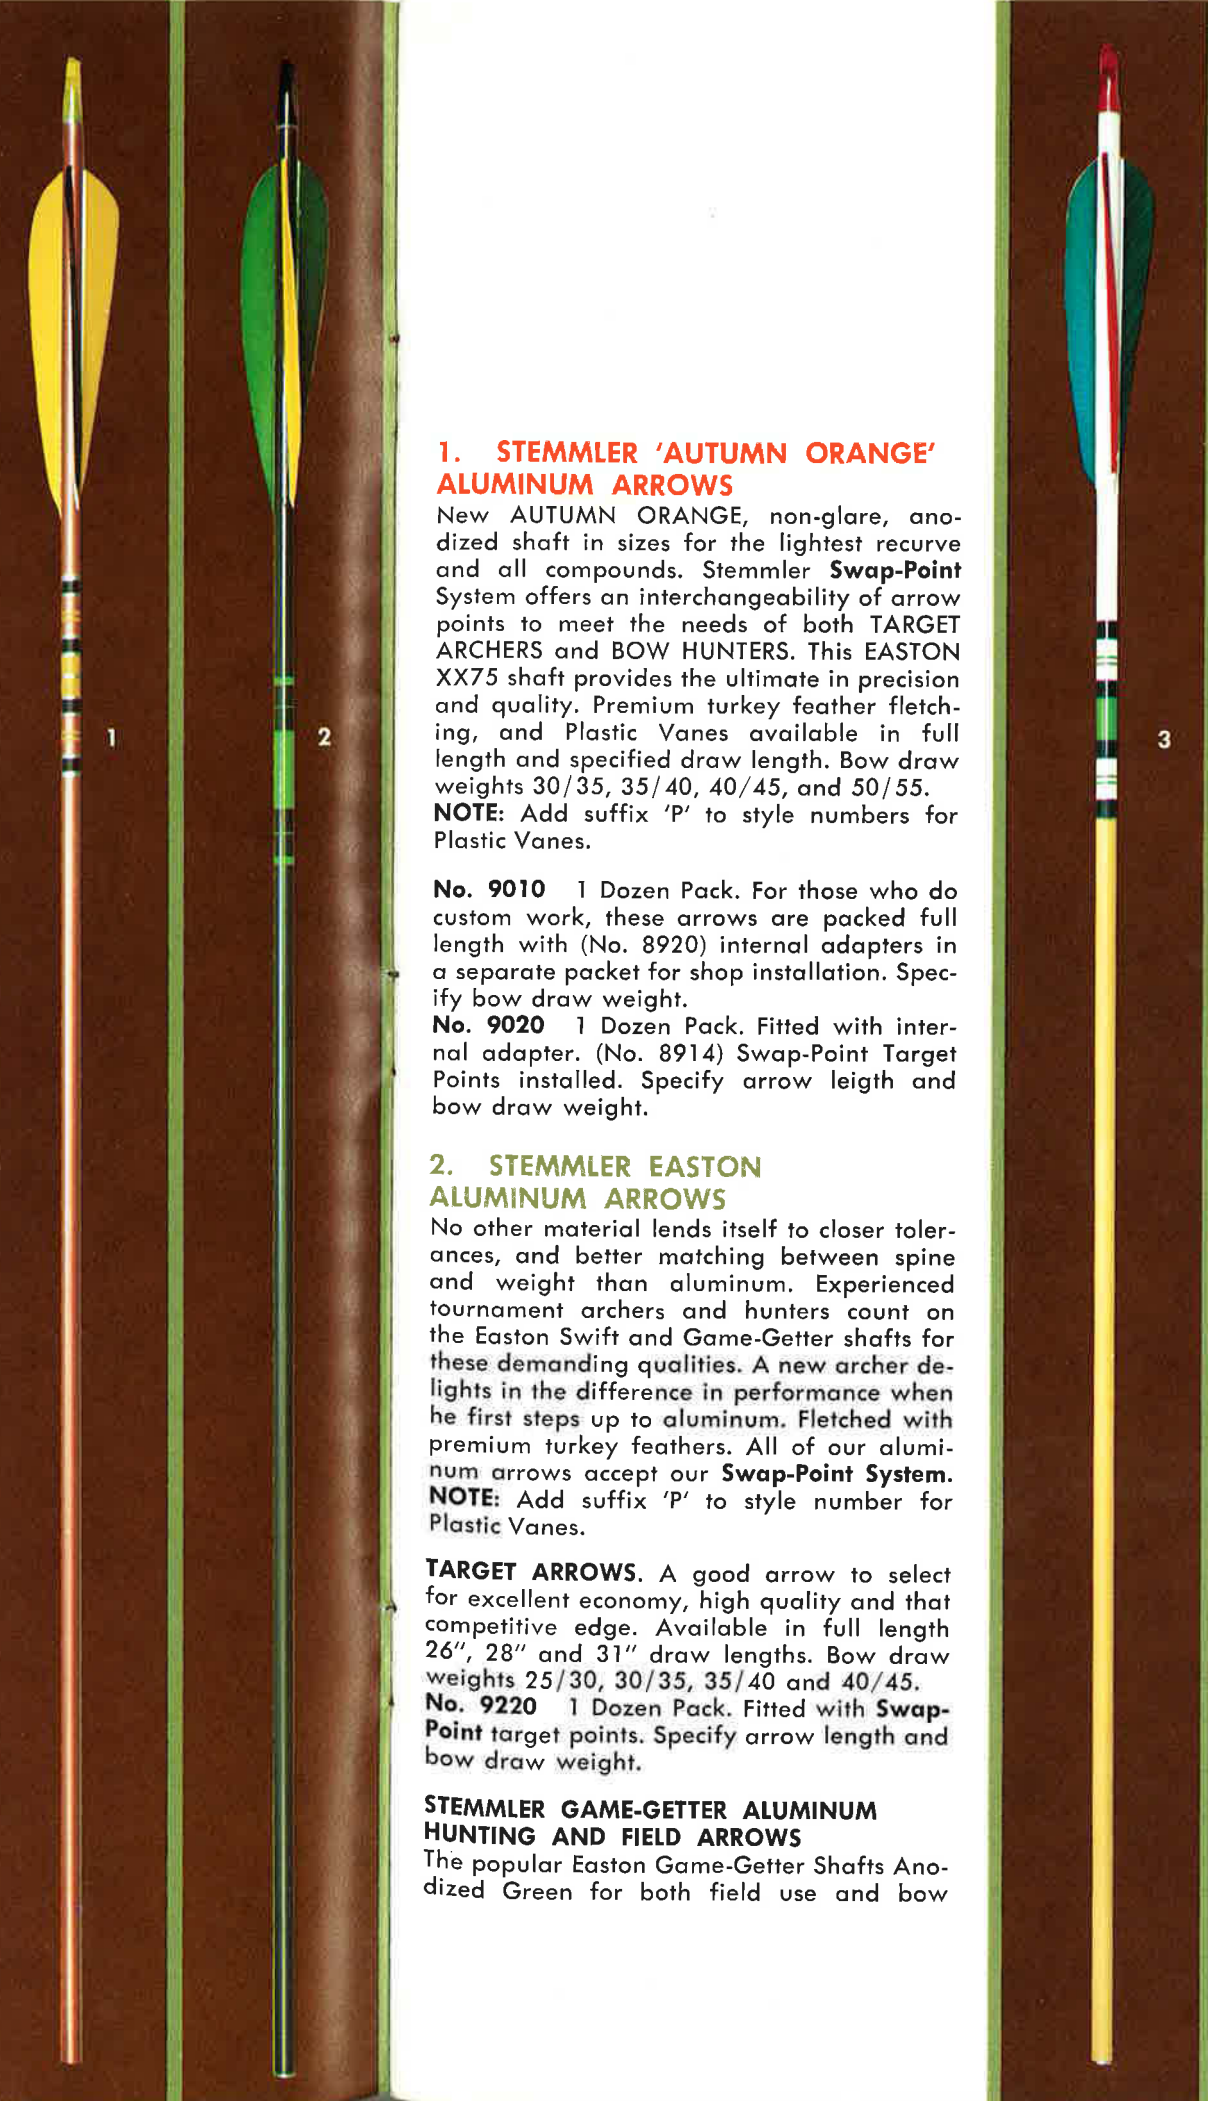 1. STEMMLER 'AUTUMN ORANGE'
ALUMINUM ARROWS
New AUTUMN ORANGE, non-glare, ano-
dized shaft in sizes for the lightest recurve
and all compounds. Stemmler Swap-Point
System offers an interchangeability of arrow
points to meet the needs of both TARGET
ARCHERS and BOW HUNTERS. This EASTON
XX75 shaft provides the ultimate in precision
and quality. Premium turkey feather fletch-
ing, and Plastic Vanes available in full
length and specified draw length. Bow draw
weights 30/35, 35/40, 40/45, and 50/55.
NOTE: Add suffix 'P' to style numbers for
Plastic Vanes.
No. 9010 1 Dozen Pack. For those who do
custom work, these arrows are packed full
length with (No. 8920) internal adapters in
a separate packet for shop installation. Spec-
ify bow draw weight.
No. 9020 1 Dozen Pack. Fitted with inter-
nal adapter. (No. 8914) Swap-Point Target
Points installed. Specify arrow leigth and
bow draw weight.
2. STEMMLER EASTON
ALUMINUM ARROWS
No other material lends itself to closer toler-
ances, and better matching between spine
and weight than aluminum. Experienced
tournament archers and hunters count on
the Easton Swift and Game-Getter shafts for
these demanding qualities. A new archer de-
lights in the difference in performance when
he first steps up to aluminum. Fletched with
premium turkey feathers. All of our alumi-
num arrows accept our Swap-Point System.
NOTE: Add suffix 'P' to style number for
Plastic Vanes.
TARGET ARROWS. A good arrow to select
for excellent economy, high quality and that
competitive edge. Available in full length
26", 28" and 31" draw lengths. Bow draw
weights 25/30, 30/35, 35/40 and 40/45.
No. 9220 1 Dozen Pack. Fitted with Swap-
Point target points. Specify arrow length and
bow draw weight.
STEMMLER GAME-GETTER ALUMINUM
HUNTING AND FIELD ARROWS
The popular Easton Game-Getter Shafts Ano-
dized Green for both field use and bow
1
2
3